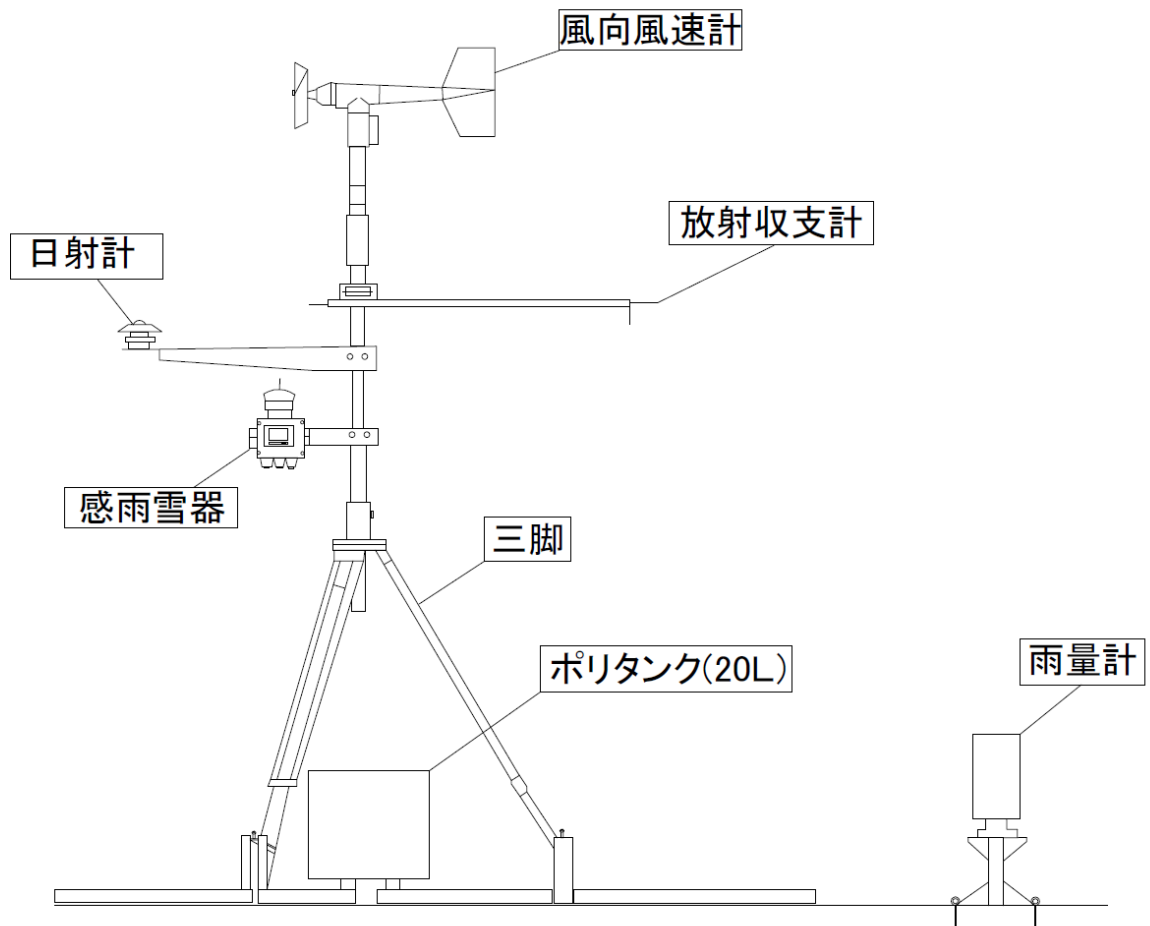 風向風速計
放射収支計
日射計
感雨雪器
三脚
ポリタンク(20L)
雨量計